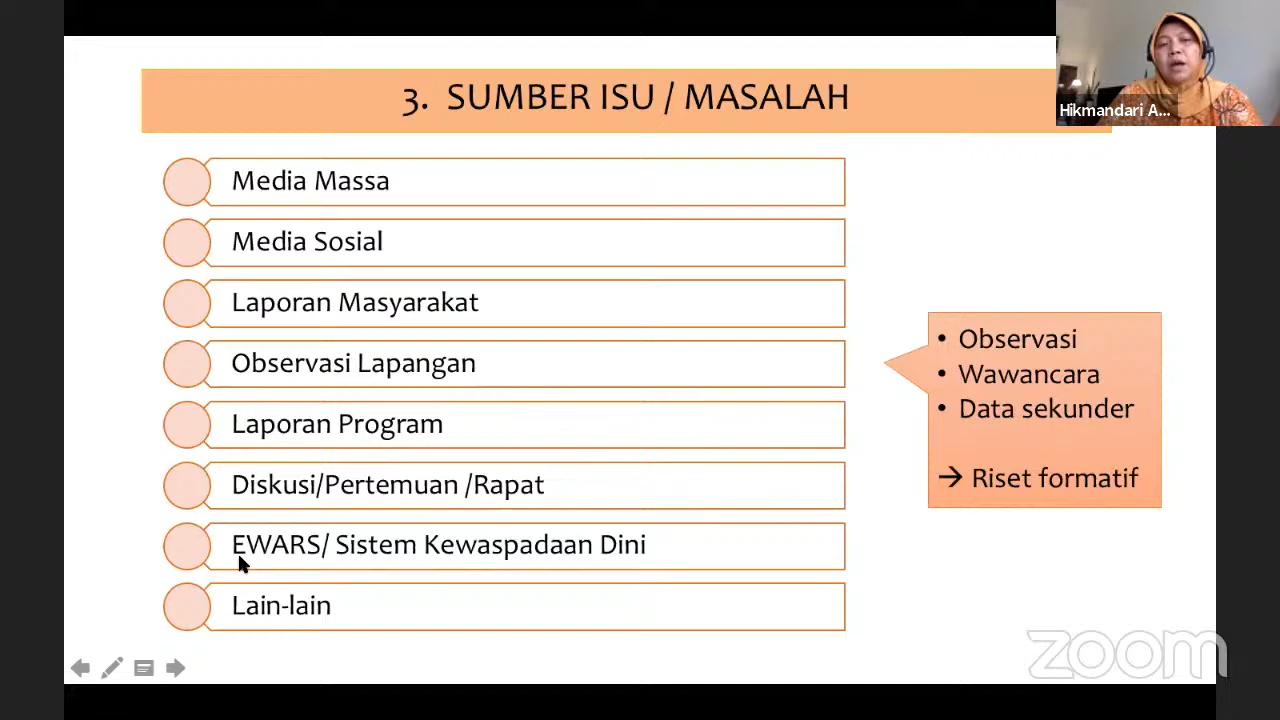 3. SUMBER ISU / MASALAH
Hikmandari A...
Media Massa
Media Sosial
Laporan Masyarakat
Observasi Lapangan
Laporan Program
Diskusi/Pertemuan /Rapat
EWARS/ Sistem Kewaspadaan Dini
Lain-lain
• Observasi
• Wawancara
• Data sekunder
→ Riset formatif
zoom